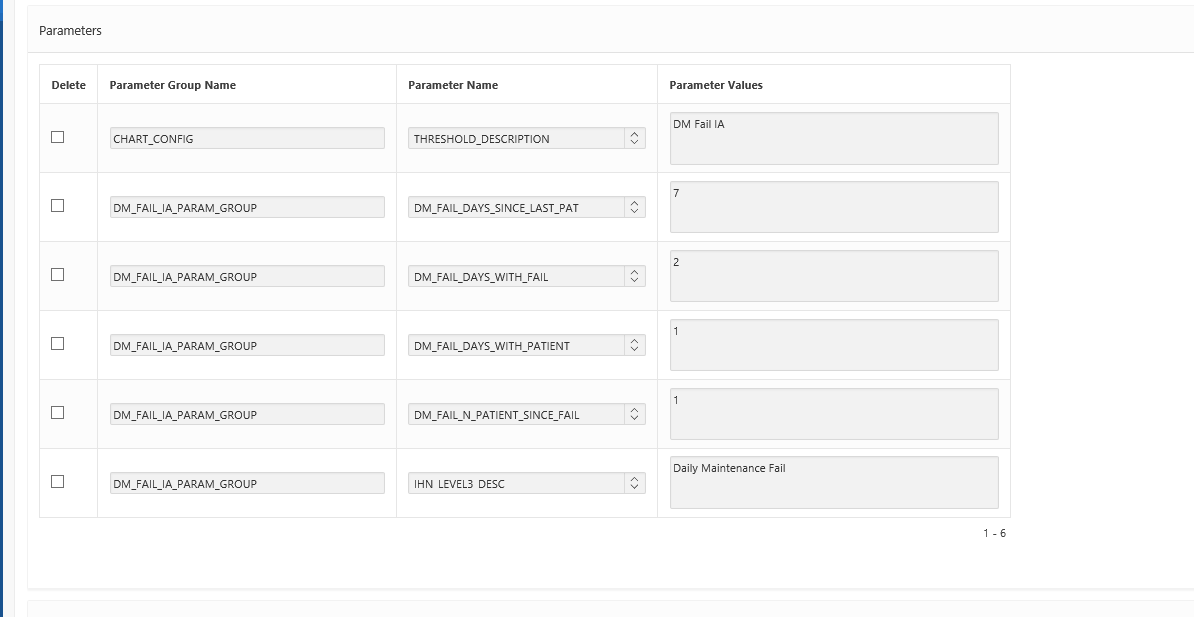 Parameters
Delete Parameter Group Name Parameter Name Parameter Values
CHART_CONFIG THRESHOLD_DESCRIPTION DM Fail IA
DM_FAIL_IA_PARAM_GROUP DM_FAIL_DAYS_SINCE_LAST_PAT 7
DM_FAIL_IA_PARAM_GROUP DM_FAIL_DAYS_WITH_FAIL 2
DM_FAIL_IA_PARAM_GROUP DM_FAIL_DAYS_WITH_PATIENT 1
DM_FAIL_IA_PARAM_GROUP DM_FAIL_N_PATIENT_SINCE_FAIL 1
DM_FAIL_IA_PARAM_GROUP IHN_LEVEL3_DESC Daily Maintenance Fail
1 - 6